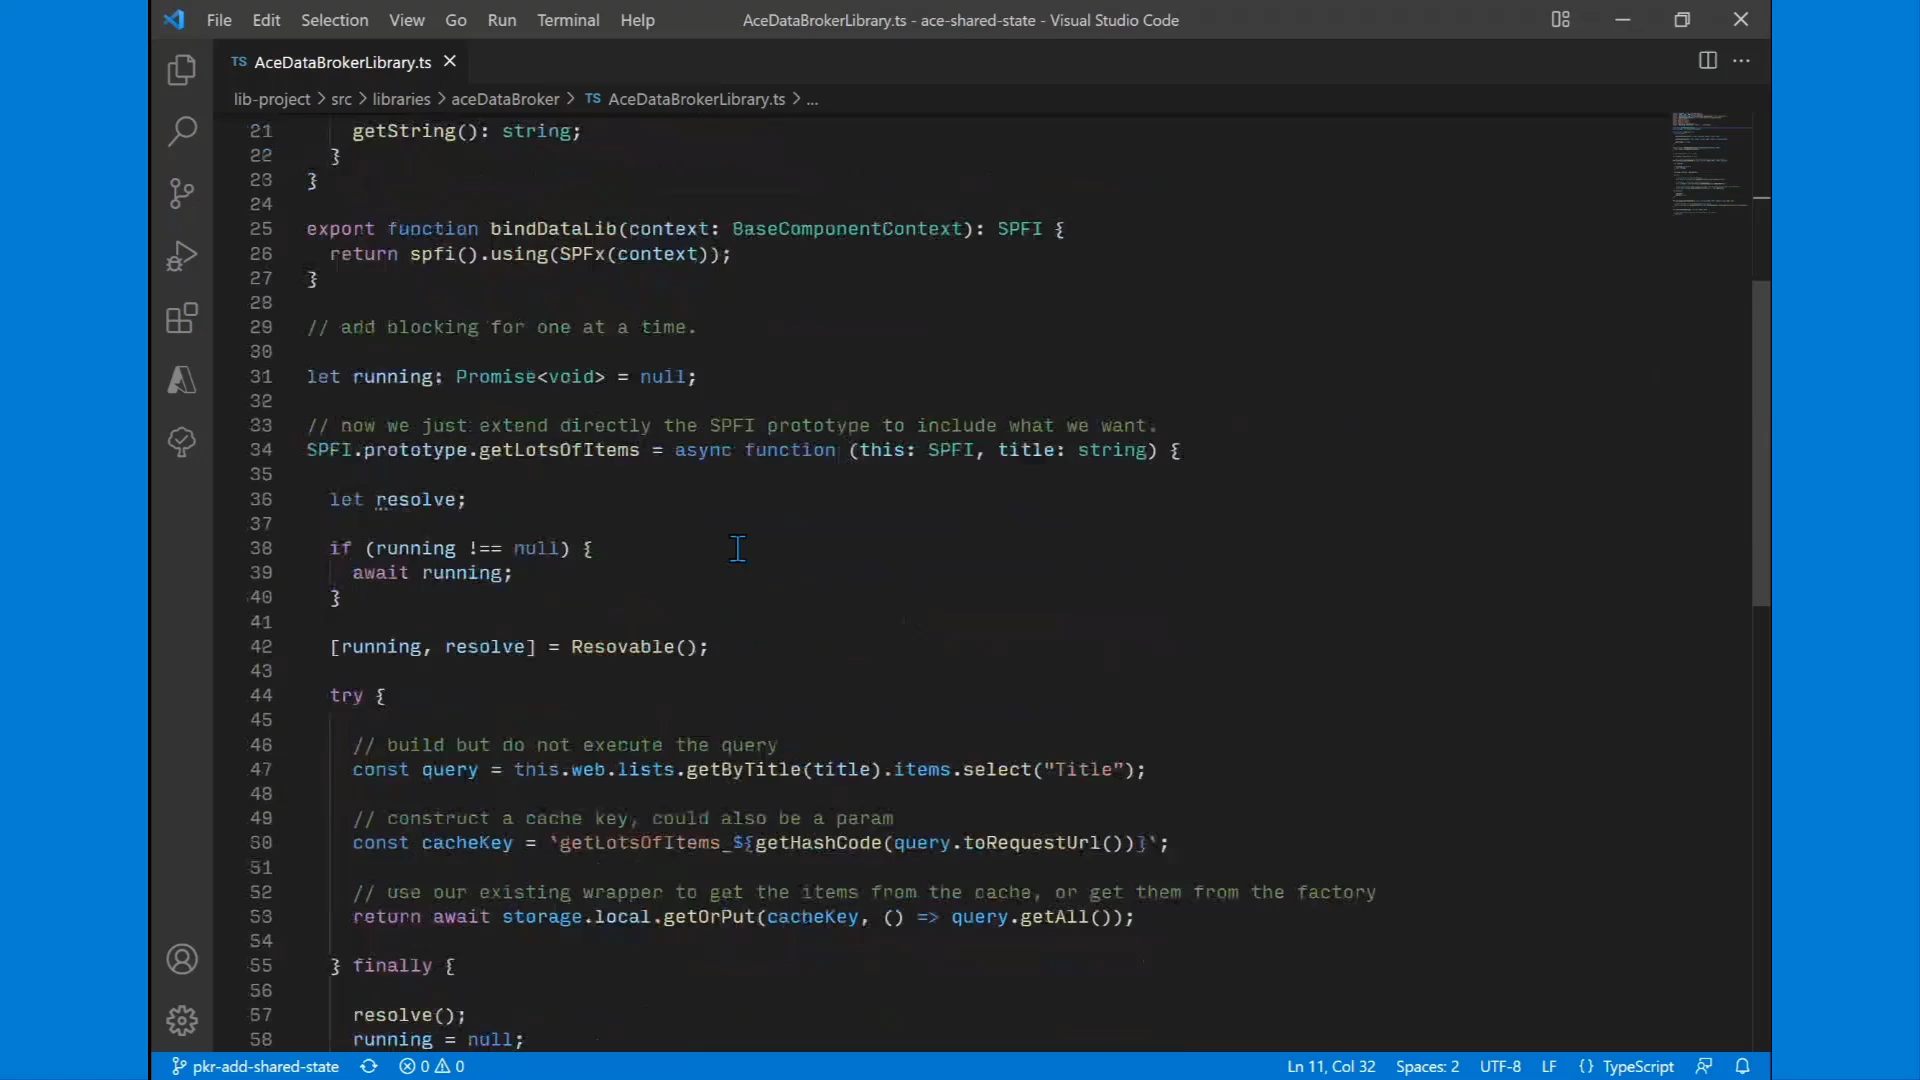 File Edit Selection View Go Run Terminal Help AceDataBrokerLibrary.ts - ace-shared-state - Visual Studio Code
TS AceDataBrokerLibrary.ts
lib-project > src > libraries > aceDataBroker > TS AceDataBrokerLibrary.ts > ...
21 getString(): string;
22 }
23 }
24
25 export function bindDataLib(context: BaseComponentContext): SPFI {
26 return spfi().using(SPFx(context));
27 }
28
29 // add blocking for one at a time.
30
31 let running: Promise<void> = null;
32
33 // now we just extend directly the SPFI prototype to include what we want.
34 SPFI.prototype.getLotsOfItems = async function (this: SPFI, title: string) {
35
36 let resolve;
37
38 if (running !== null) {
39 await running;
40 }
41
42 [running, resolve] = Resovable();
43
44 try {
45
46 // build but do not execute the query
47 const query = this.web.lists.getByTitle(title).items.select("Title");
48
49 // construct a cache key, could also be a param
50 const cacheKey = `getLotsOfItems_${getHashCode(query.toRequestUrl())}`;
51
52 // use our existing wrapper to get the items from the cache, or get them from the factory
53 return await storage.local.getOrPut(cacheKey, () => query.getAll());
54
55 } finally {
56
57 resolve();
58 running = null;
pkr-add-shared-state 0 0 Ln 11, Col 32 Spaces: 2 UTF-8 LF {} TypeScript